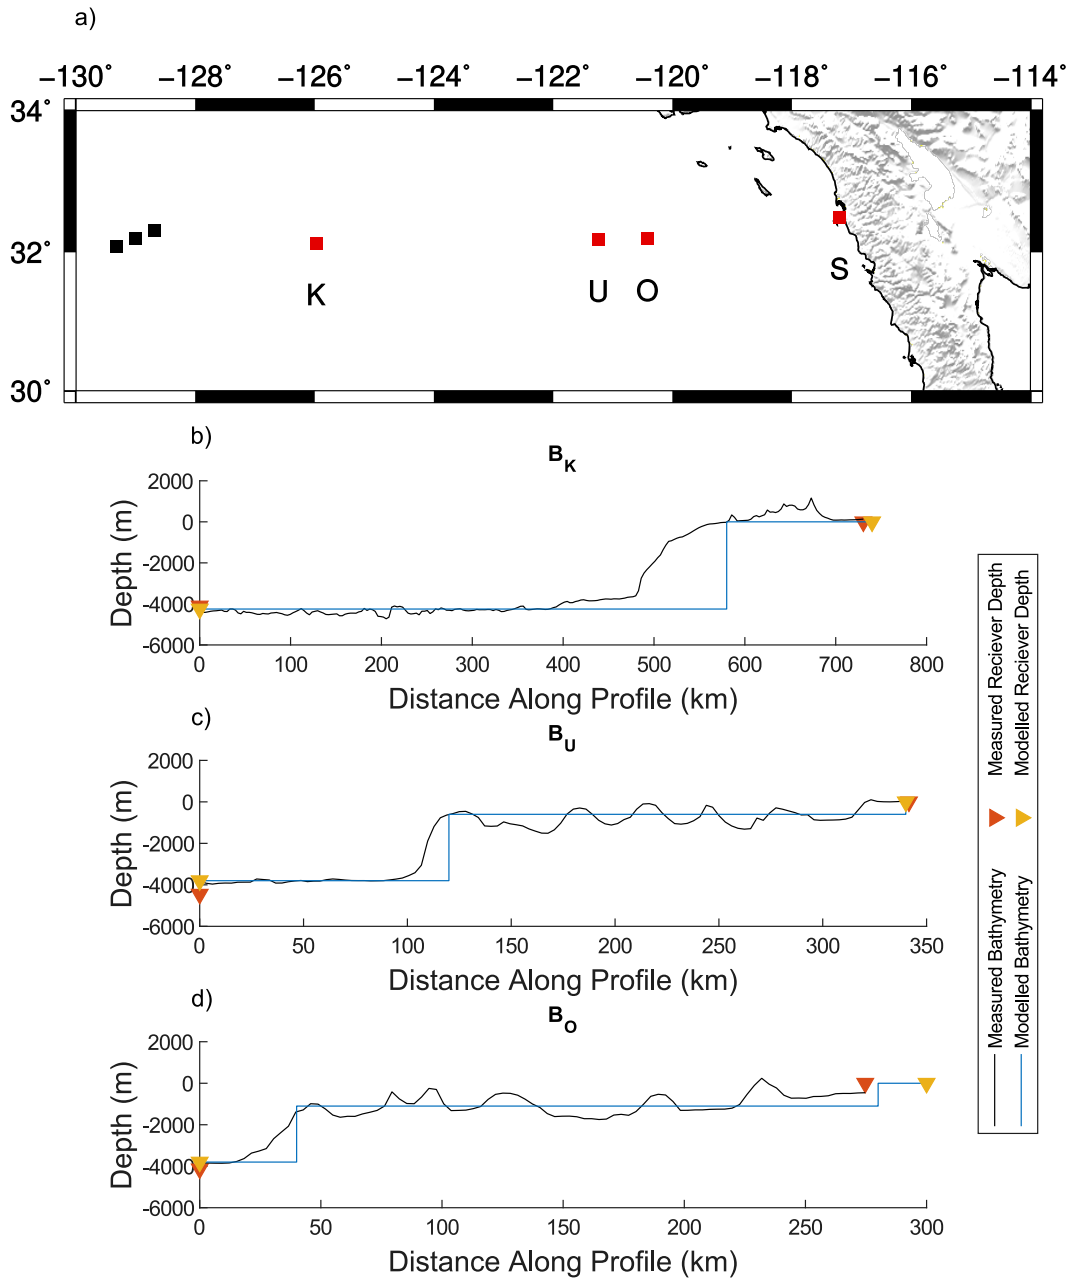 a)
−130° −128° −126° −124° −122° −120° −118° −116° −114°
34°
32°
30°
K
U
O
S
b)
B_K
2000
0
-2000
-4000
-6000
Depth (m)
0 100 200 300 400 500 600 700 800
Distance Along Profile (km)
c)
B_U
2000
0
-2000
-4000
-6000
Depth (m)
0 50 100 150 200 250 300 350
Distance Along Profile (km)
d)
B_O
2000
0
-2000
-4000
-6000
Depth (m)
0 50 100 150 200 250 300
Distance Along Profile (km)
Measured Bathymetry
Modelled Bathymetry
Measured Reciever Depth
Modelled Reciever Depth